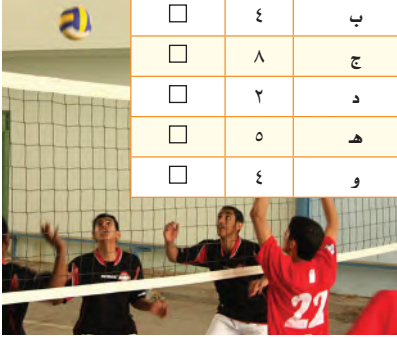 ب ٤ □
ج ٨ □
د ٢ □
هـ ٥ □
و ٤ □
22